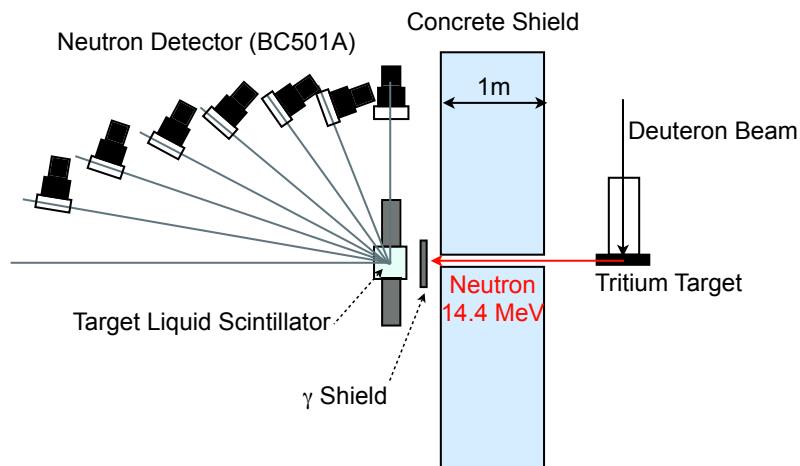 Concrete Shield
Neutron Detector (BC501A)
1m
Deuteron Beam
Neutron
14.4 MeV
Tritium Target
Target Liquid Scintillator
γ Shield